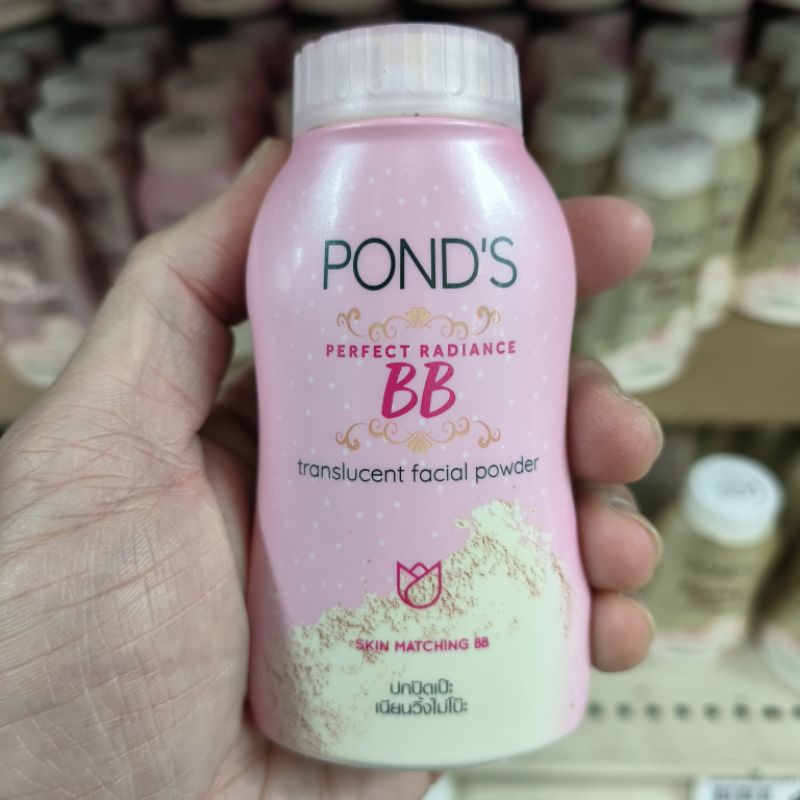 POND'S
PERFECT RADIANCE
BB
translucent facial powder
SKIN MATCHING BB
ปกปิดเป๊ะ
เนียนวิ้งไม่โป๊ะ
POND'S